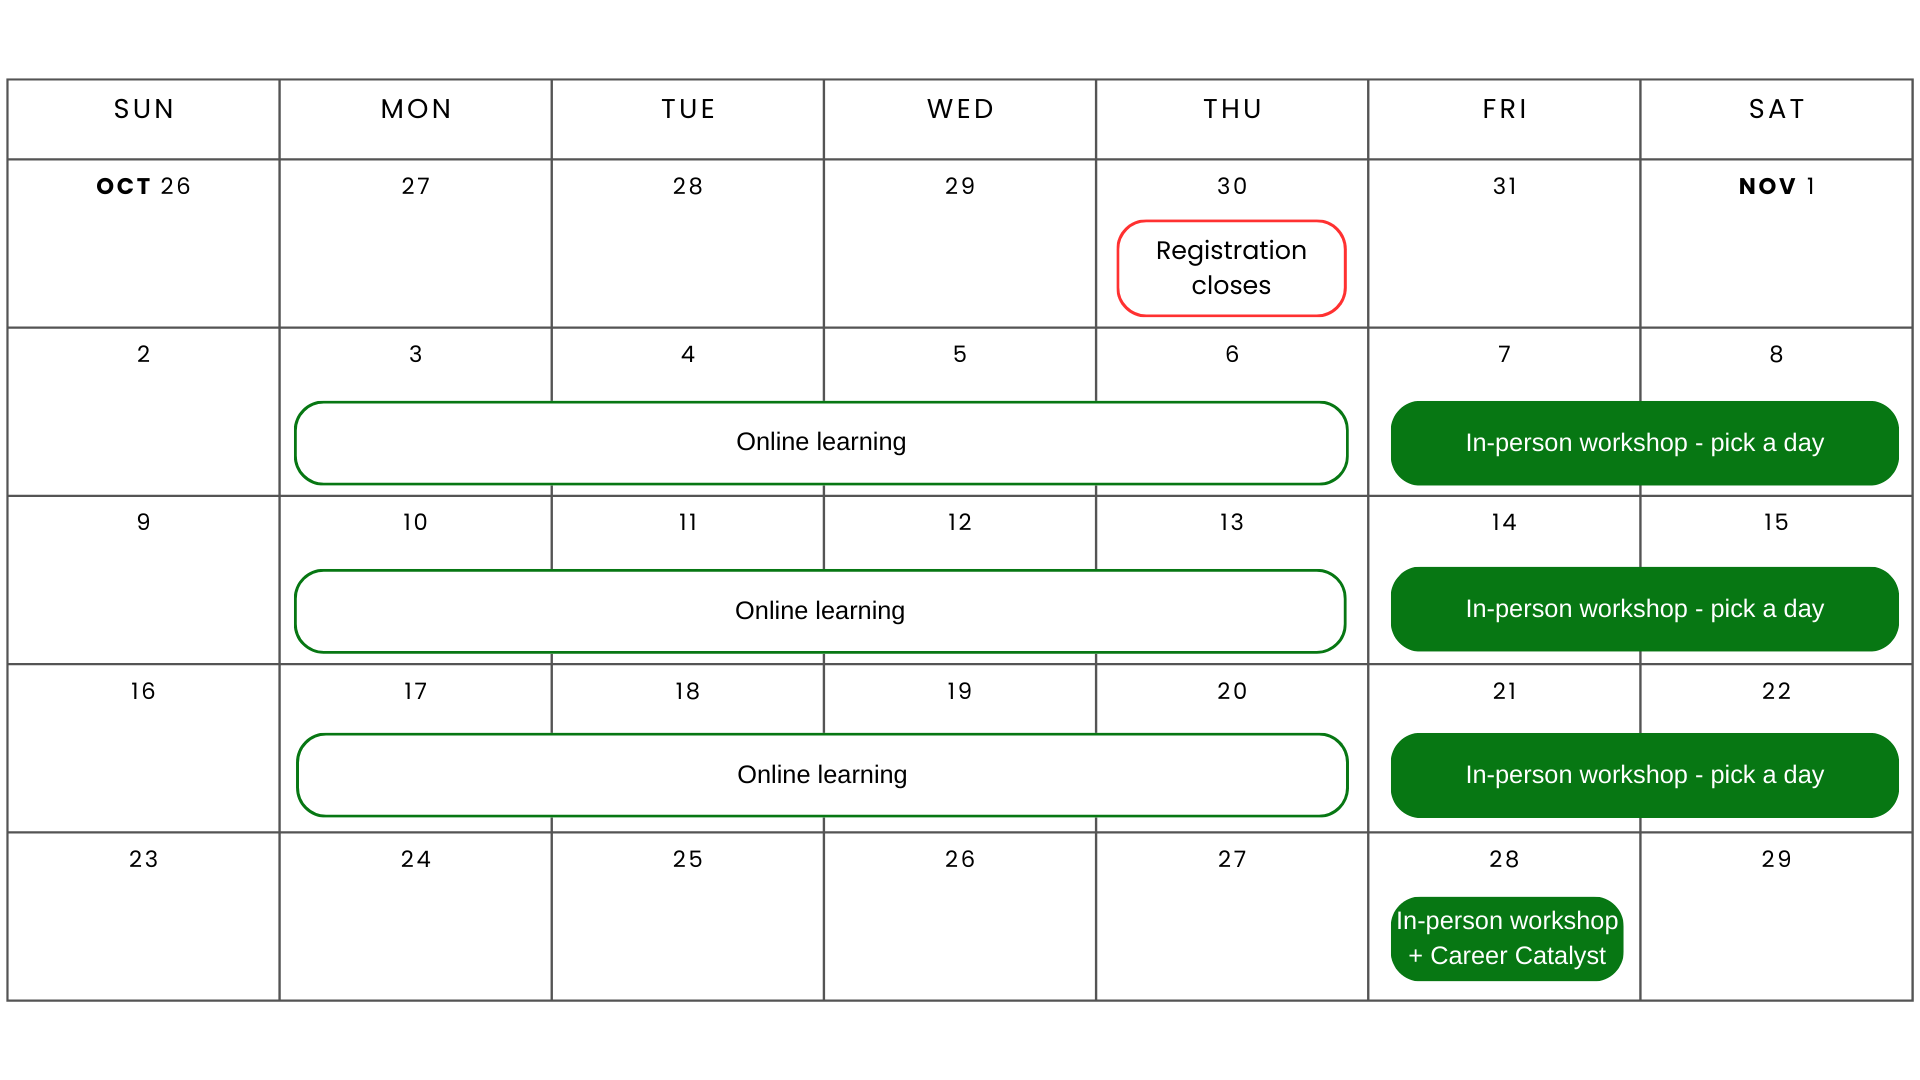 SUN MON TUE WED THU FRI SAT
OCT 26 27 28 29 30 31 NOV 1
Registration
closes
2 3 4 5 6 7 8
Online learning In-person workshop - pick a day
9 10 11 12 13 14 15
Online learning In-person workshop - pick a day
16 17 18 19 20 21 22
Online learning In-person workshop - pick a day
23 24 25 26 27 28 29
In-person workshop
+ Career Catalyst